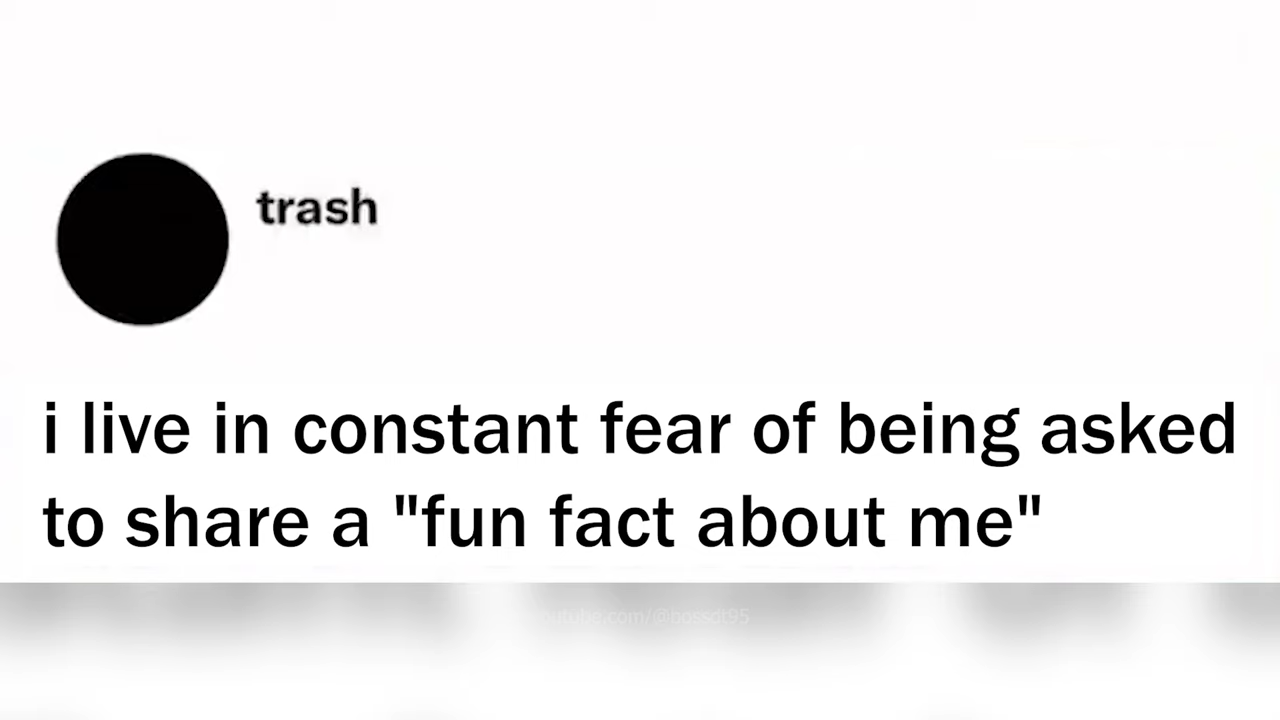 trash
i live in constant fear of being asked
to share a "fun fact about me"